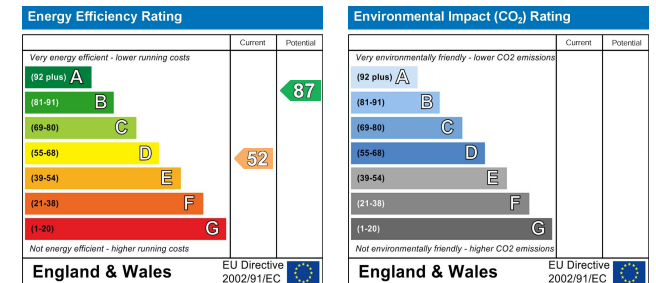 Energy Efficiency Rating
Current Potential
Very energy efficient - lower running costs
(92 plus) A
(81-91) B
(69-80) C
(55-68) D
(39-54) E
(21-38) F
(1-20) G
87
52
Not energy efficient - higher running costs
England & Wales
EU Directive
2002/91/EC
Environmental Impact (CO₂) Rating
Current Potential
Very environmentally friendly - lower CO2 emissions
(92 plus) A
(81-91) B
(69-80) C
(55-68) D
(39-54) E
(21-38) F
(1-20) G
Not environmentally friendly - higher CO2 emissions
England & Wales
EU Directive
2002/91/EC